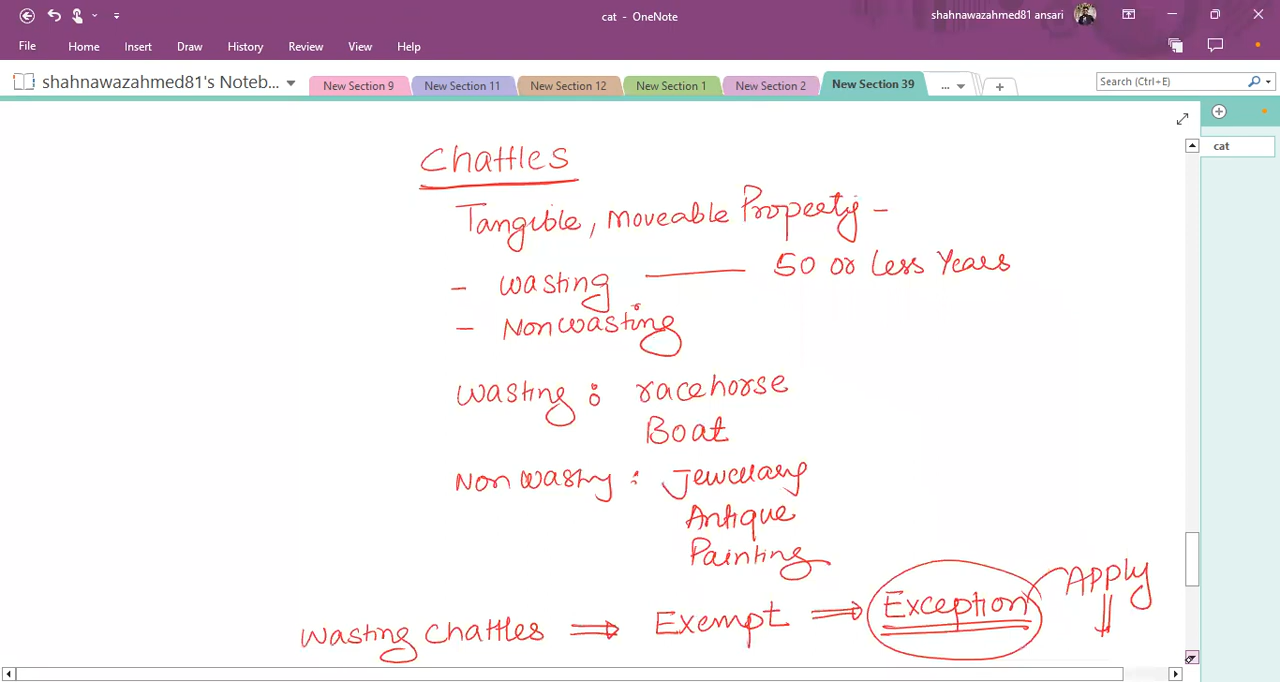 cat - OneNote
shahnawazahmed81 ansari
File Home Insert Draw History Review View Help
shahnawazahmed81's Noteb... New Section 9 New Section 11 New Section 12 New Section 1 New Section 2 New Section 39 ... Search (Ctrl+E)
cat
Chattles
Tangible, Moveable Property -
- wasting —— 50 or less Years
- Nonwasting
wasting : racehorse
Boat
Non washy : Jewellary
Antique
Painting
wasting chattles ⇒ Exempt ⇒ Exception Apply